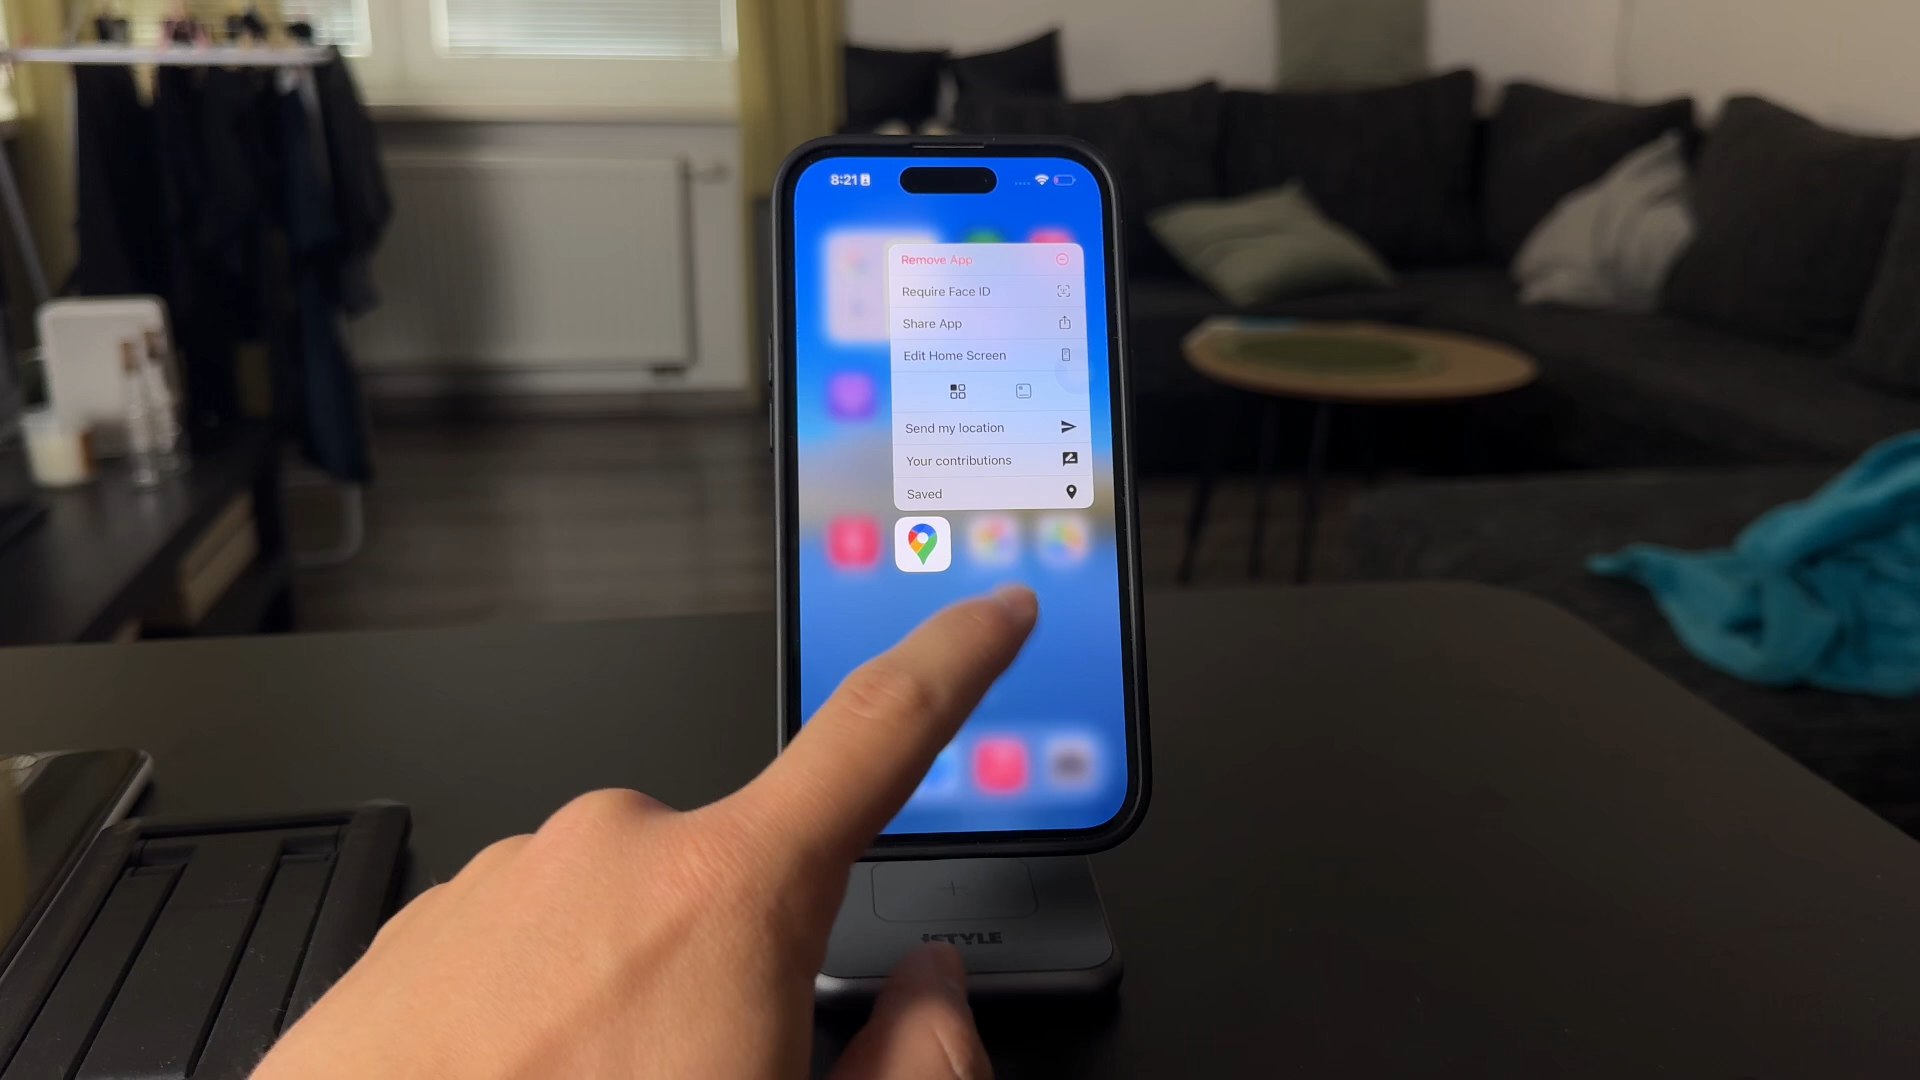 8:21
Remove App
Require Face ID
Share App
Edit Home Screen
Send my location
Your contributions
Saved
iSTYLE